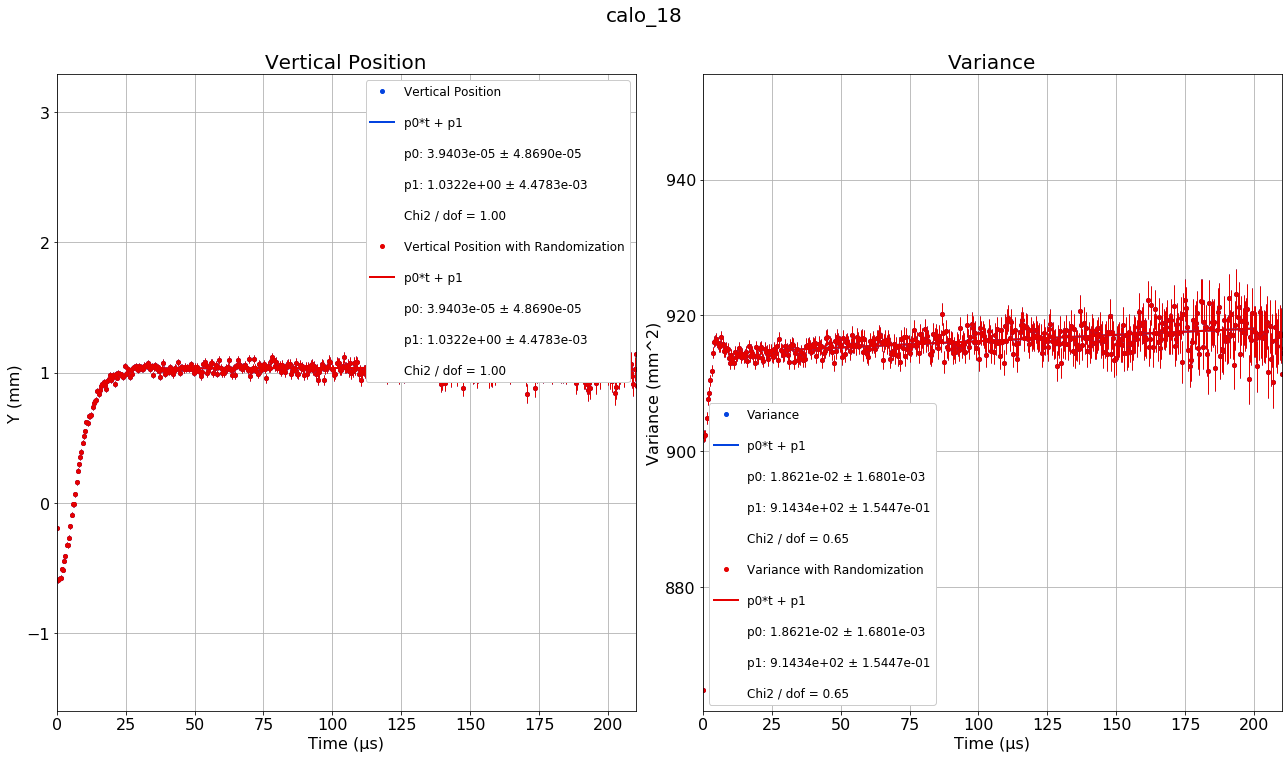 calo_18
Vertical Position
3
2
1
0
−1
Y (mm)
0 25 50 75 100 125 150 175 200
Time (µs)
Vertical Position
p0*t + p1
p0: 3.9403e-05 ± 4.8690e-05
p1: 1.0322e+00 ± 4.4783e-03
Chi2 / dof = 1.00
Vertical Position with Randomization
p0*t + p1
p0: 3.9403e-05 ± 4.8690e-05
p1: 1.0322e+00 ± 4.4783e-03
Chi2 / dof = 1.00
Variance
940
920
900
880
Variance (mm^2)
0 25 50 75 100 125 150 175 200
Time (µs)
Variance
p0*t + p1
p0: 1.8621e-02 ± 1.6801e-03
p1: 9.1434e+02 ± 1.5447e-01
Chi2 / dof = 0.65
Variance with Randomization
p0*t + p1
p0: 1.8621e-02 ± 1.6801e-03
p1: 9.1434e+02 ± 1.5447e-01
Chi2 / dof = 0.65